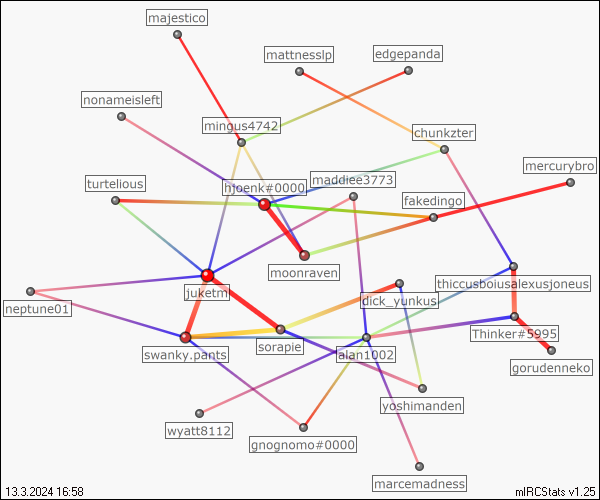 majestico
mattnesslp
edgepanda
nonameisleft
mingus4742
chunkzter
mercurybro
turtelious
hjoenk#0000
maddiee3773
fakedingo
moonraven
juketm
thiccusboiusalexusjoneus
dick_yunkus
neptune01
swanky.pants
sorapie
alan1002
Thinker#5995
gorudenneko
yoshimanden
wyatt8112
gnognomo#0000
marcemadness
13.3.2024 16:58
mIRCStats v1.25